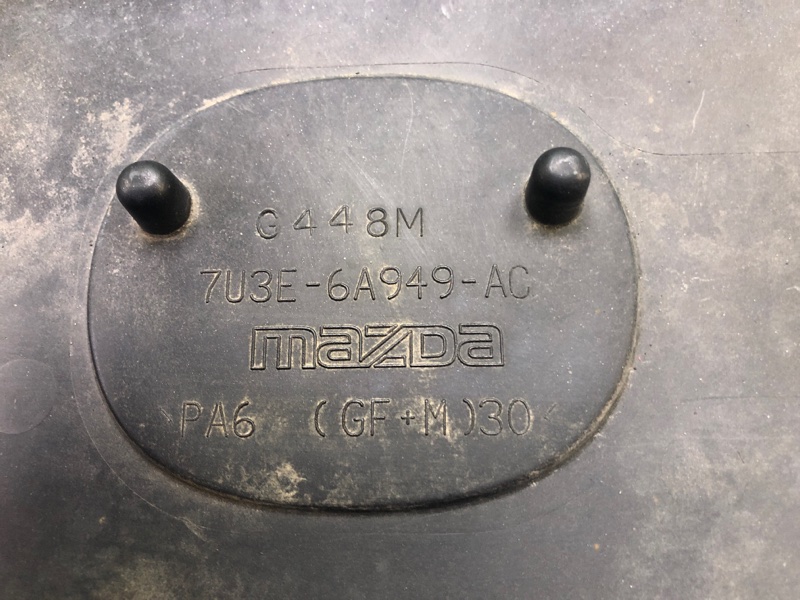 G448M
7U3E-6A949-AC
mazda
>PA6 (GF+M)30<